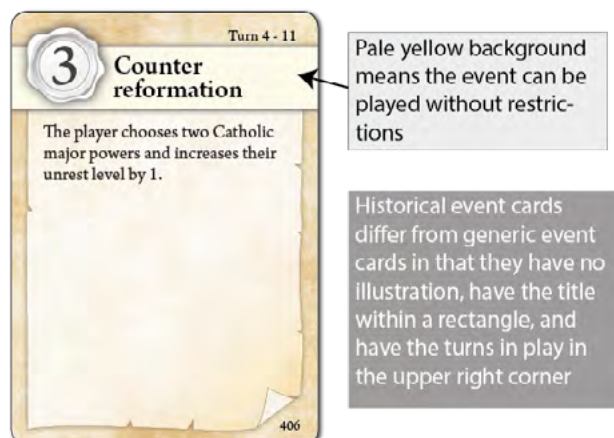 Turn 4 - 11
3
Counter
reformation
The player chooses two Catholic
major powers and increases their
unrest level by 1.
406
Pale yellow background
means the event can be
played without restric-
tions
Historical event cards
differ from generic event
cards in that they have no
illustration, have the title
within a rectangle, and
have the turns in play in
the upper right corner